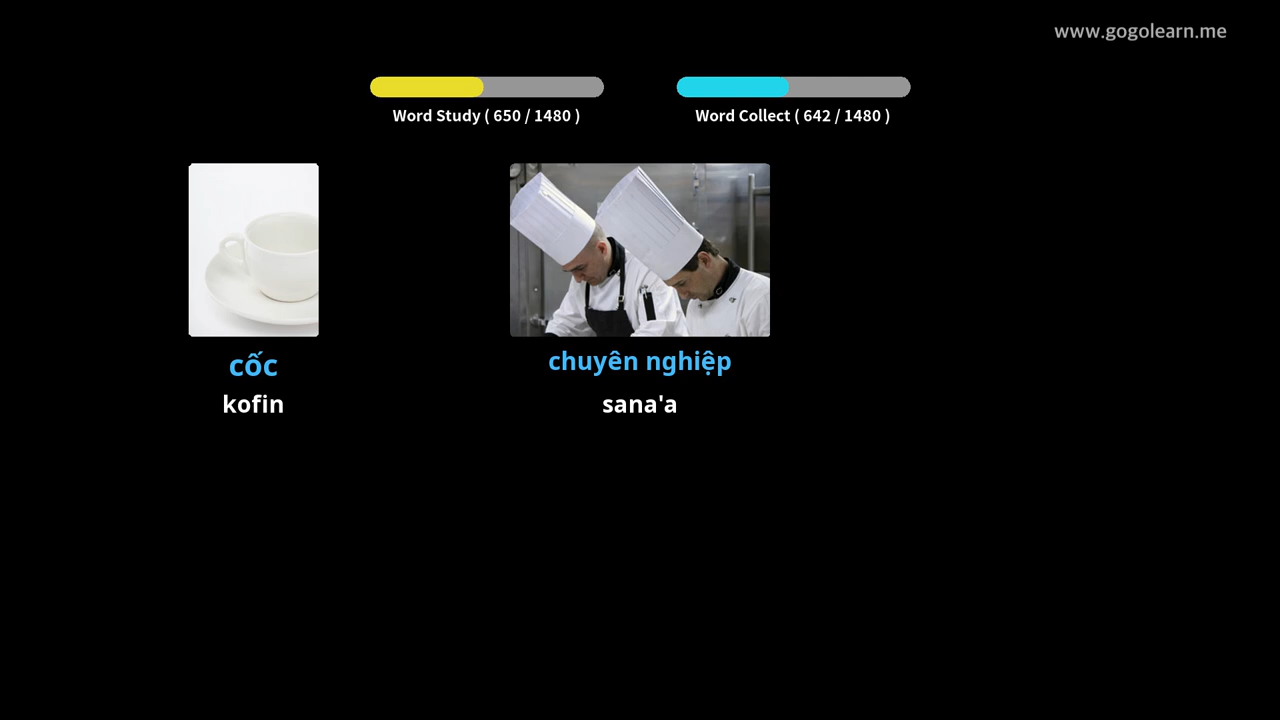 www.gogolearn.me
Word Study ( 650 / 1480 )
Word Collect ( 642 / 1480 )
cốc
kofin
chuyên nghiệp
sana'a